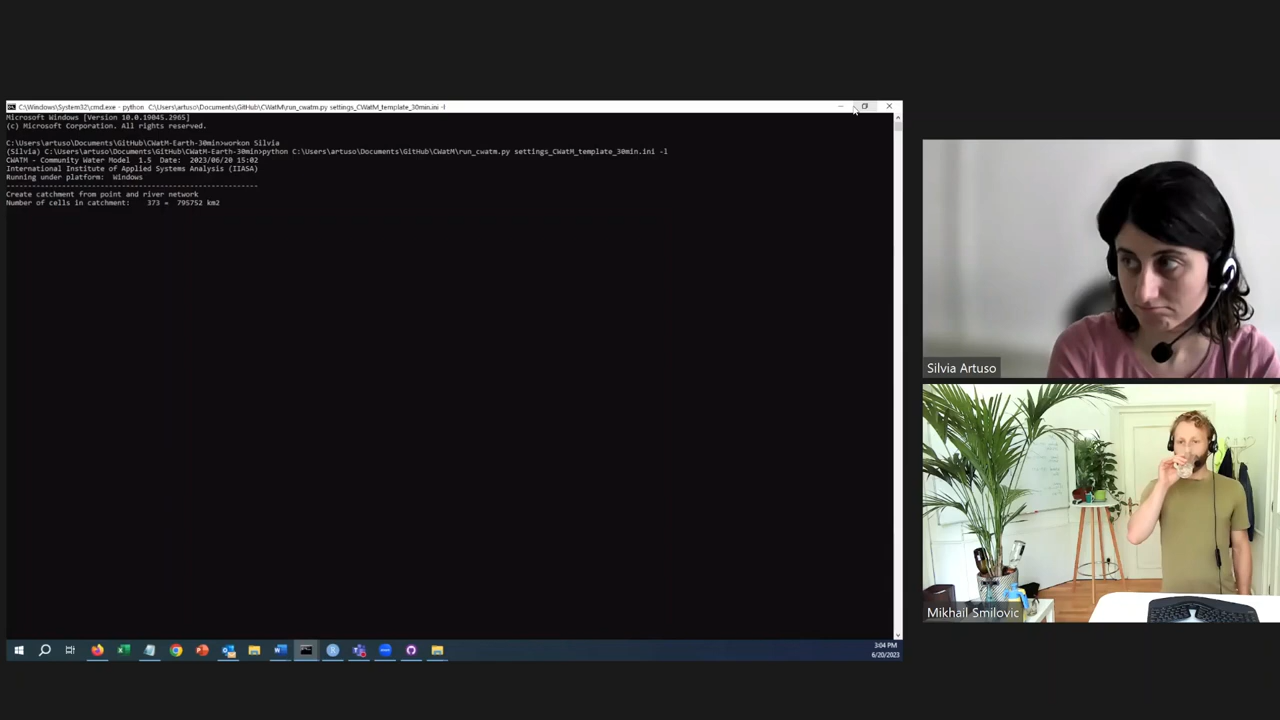 C:\Windows\System32\cmd.exe - python C:\Users\artuso\Documents\GitHub\CWatM\run_cwatm.py settings_CWatM_template_30min.ini -l
Microsoft Windows [Version 10.0.19045.2965]
(c) Microsoft Corporation. All rights reserved.
C:\Users\artuso\Documents\GitHub\CWatM-Earth-30min>workon Silvia
(Silvia) C:\Users\artuso\Documents\GitHub\CWatM-Earth-30min>python C:\Users\artuso\Documents\GitHub\CWatM\run_cwatm.py settings_CWatM_template_30min.ini -l
CWATM - Community Water Model 1.5 Date: 2023/06/20 15:02
International Institute of Applied Systems Analysis (IIASA)
Running under platform: Windows
-----------------------------------------------------------
Create catchment from point and river network
Number of cells in catchment: 373 = 795752 km2
Silvia Artuso
Mikhail Smilovic
3:04 PM
6/20/2023